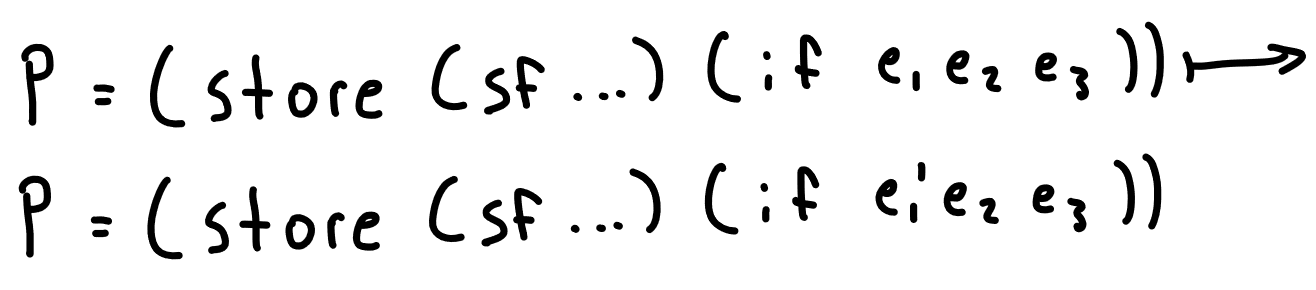 P = (store (sf ...) (if e₁ e₂ e₃)) ↦
P = (store (sf ...) (if e₁' e₂ e₃))